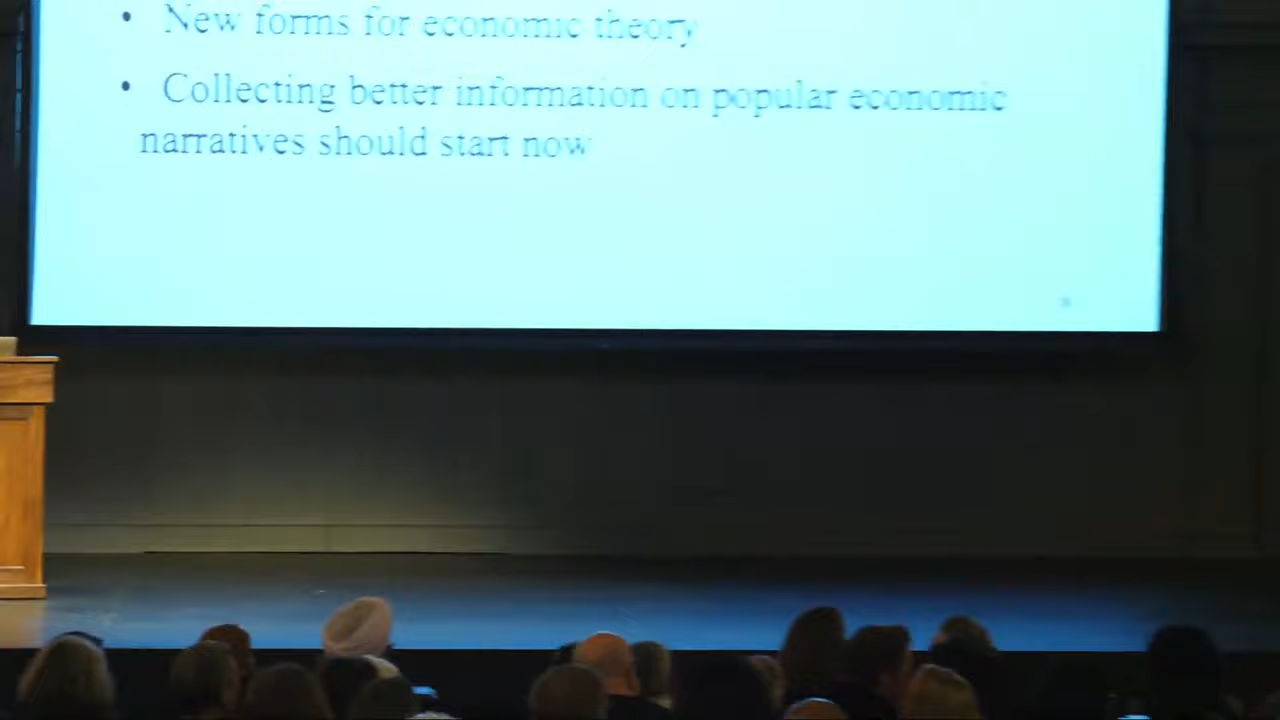 • New forms for economic theory
• Collecting better information on popular economic
narratives should start now